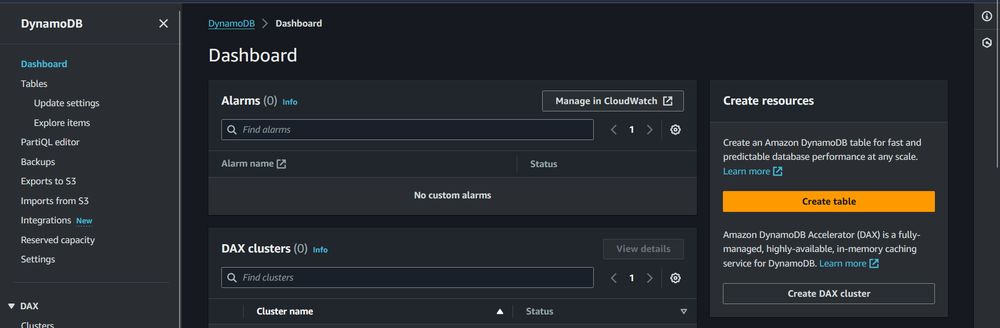 DynamoDB
Dashboard
Tables
Update settings
Explore items
PartiQL editor
Backups
Exports to S3
Imports from S3
Integrations New
Reserved capacity
Settings
DAX
Clusters
DynamoDB Dashboard
Dashboard
Alarms (0) Info
Manage in CloudWatch
Find alarms
1
Alarm name Status
No custom alarms
DAX clusters (0) Info
View details
Find clusters
1
Cluster name Status
Create resources
Create an Amazon DynamoDB table for fast and
predictable database performance at any scale.
Learn more
Create table
Amazon DynamoDB Accelerator (DAX) is a fully-
managed, highly-available, in-memory caching
service for DynamoDB. Learn more
Create DAX cluster